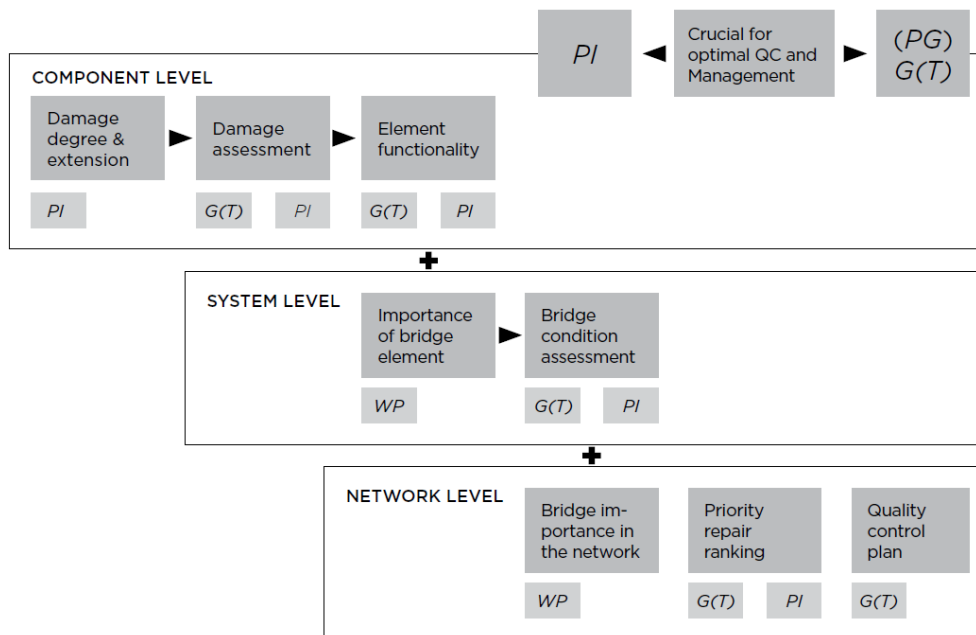 PI
Crucial for
optimal QC and
Management
(PG)
G(T)
COMPONENT LEVEL
Damage
degree &
extension
Damage
assessment
Element
functionality
PI
G(T)
PI
G(T)
PI
SYSTEM LEVEL
Importance
of bridge
element
Bridge
condition
assessment
WP
G(T)
PI
NETWORK LEVEL
Bridge im-
portance in
the network
Priority
repair
ranking
Quality
control
plan
WP
G(T)
PI
G(T)